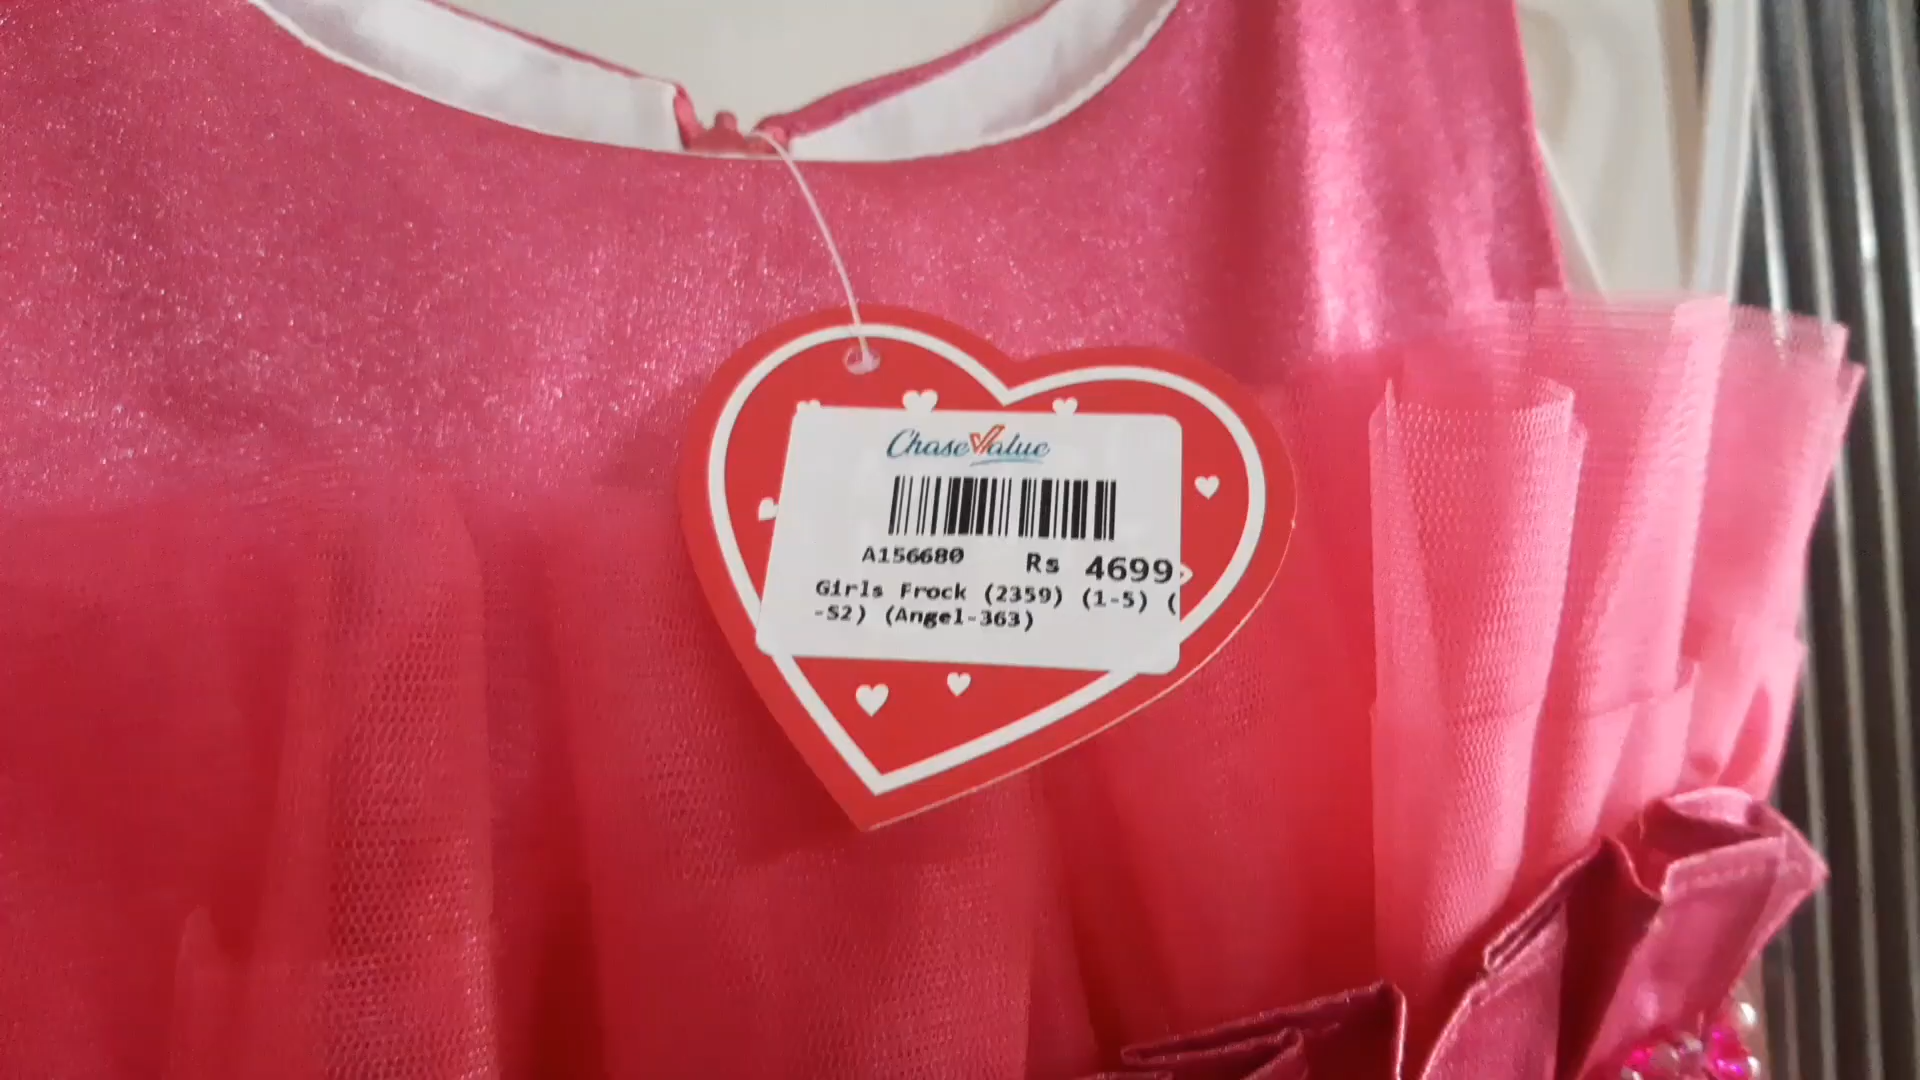 ChaseValue
A156680 Rs 4699
Girls Frock (2359) (1-5) (
-S2) (Angel-363)